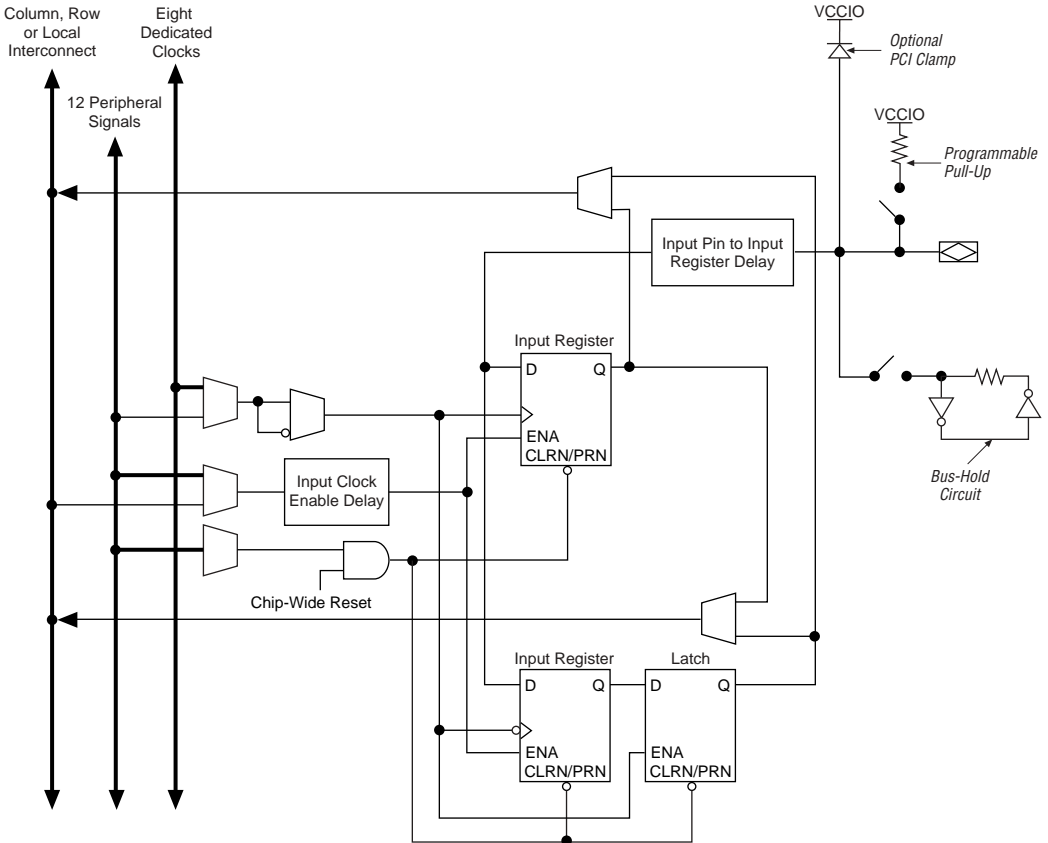 Column, Row
or Local
Interconnect
Eight
Dedicated
Clocks
12 Peripheral
Signals
VCCIO
Optional
PCI Clamp
VCCIO
Programmable
Pull-Up
Input Pin to Input
Register Delay
Input Register
D Q
ENA
CLRN/PRN
Input Clock
Enable Delay
Chip-Wide Reset
Bus-Hold
Circuit
Input Register
D Q
ENA
CLRN/PRN
Latch
D Q
ENA
CLRN/PRN